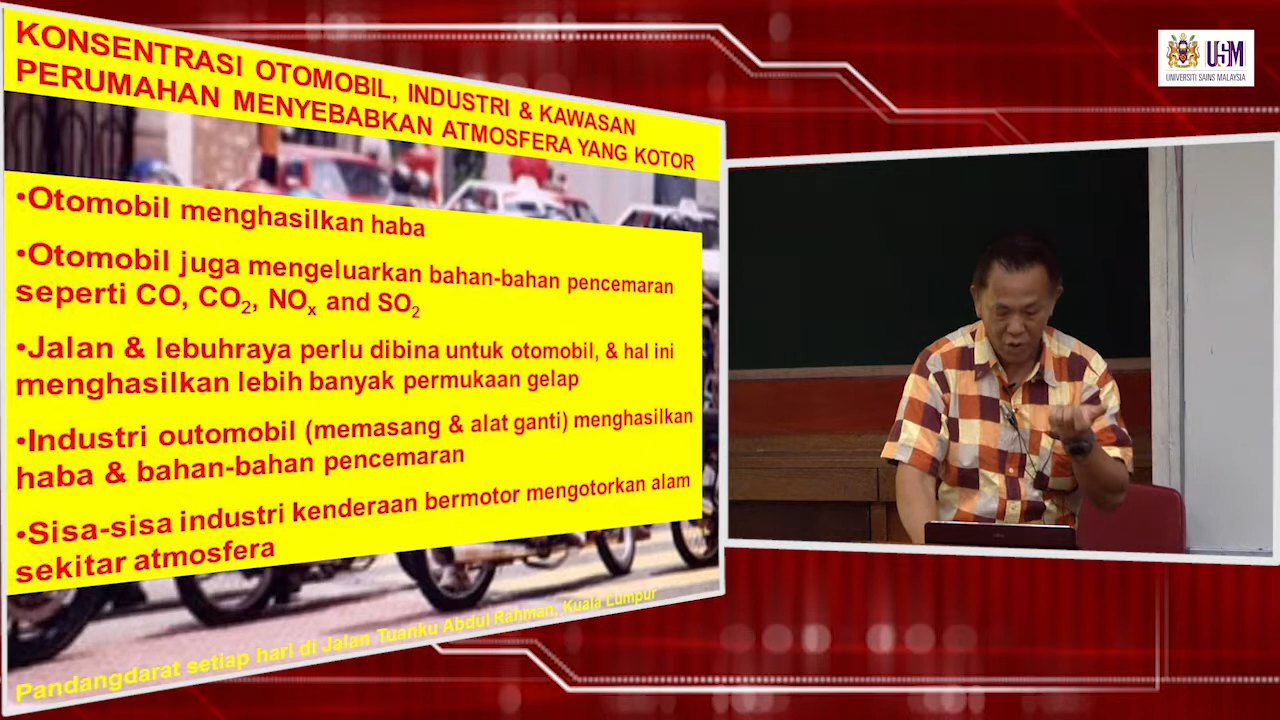 KONSENTRASI OTOMOBIL, INDUSTRI & KAWASAN
PERUMAHAN MENYEBABKAN ATMOSFERA YANG KOTOR
•Otomobil menghasilkan haba
•Otomobil juga mengeluarkan bahan-bahan pencemaran
seperti CO, CO₂, NOₓ and SO₂
•Jalan & lebuhraya perlu dibina untuk otomobil, & hal ini
menghasilkan lebih banyak permukaan gelap
•Industri outomobil (memasang & alat ganti) menghasilkan
haba & bahan-bahan pencemaran
•Sisa-sisa industri kenderaan bermotor mengotorkan alam
sekitar atmosfera
Pandangdarat setiap hari di Jalan Tuanku Abdul Rahman, Kuala Lumpur
USM
UNIVERSITI SAINS MALAYSIA